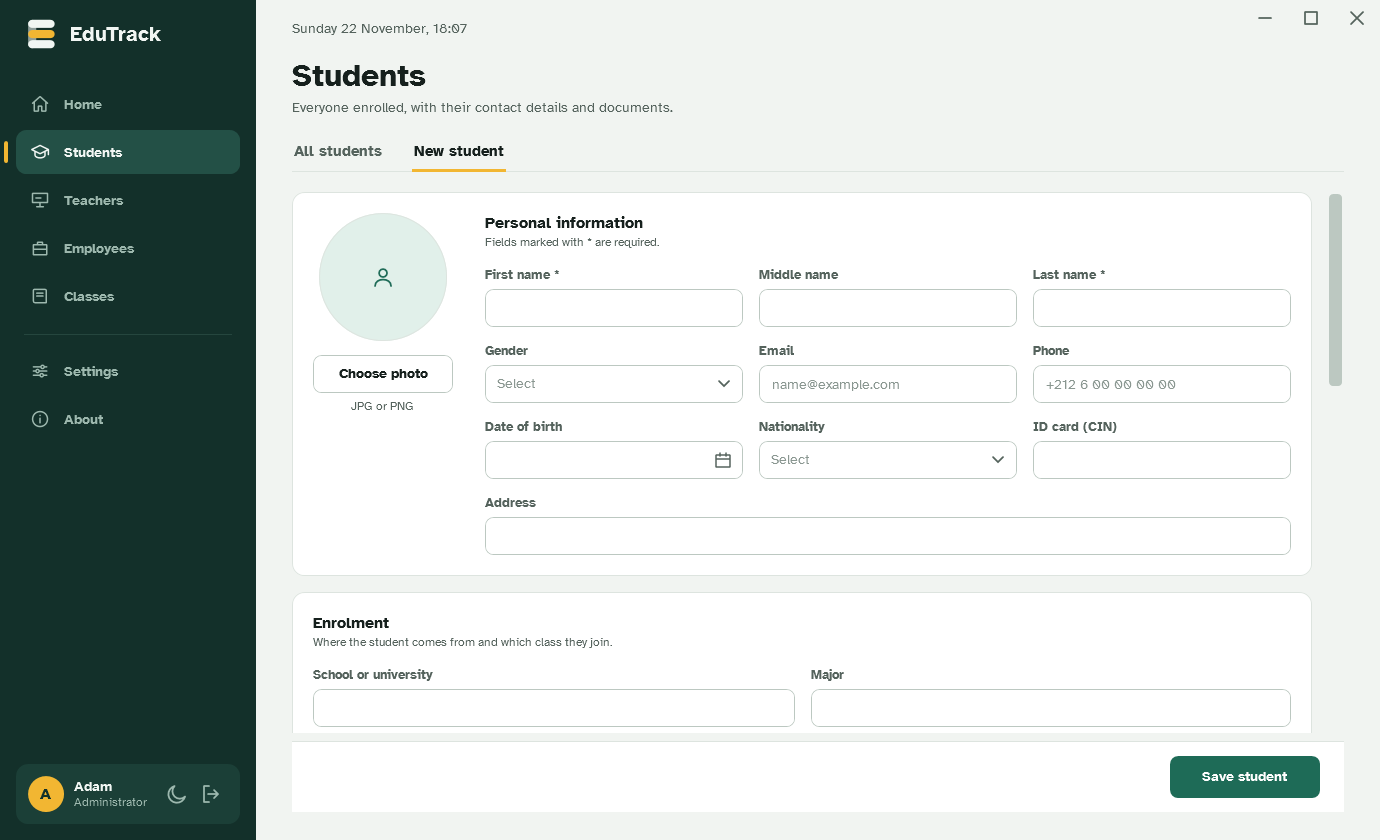 EduTrack
Home
Students
Teachers
Employees
Classes
Settings
About
A
Adam
Administrator
Sunday 22 November, 18:07
Students
Everyone enrolled, with their contact details and documents.
All students
New student
Choose photo
JPG or PNG
Personal information
Fields marked with * are required.
First name *
Middle name
Last name *
Gender
Email
Phone
Select
name@example.com
+212 6 00 00 00 00
Date of birth
Nationality
ID card (CIN)
Select
Address
Enrolment
Where the student comes from and which class they join.
School or university
Major
Save student